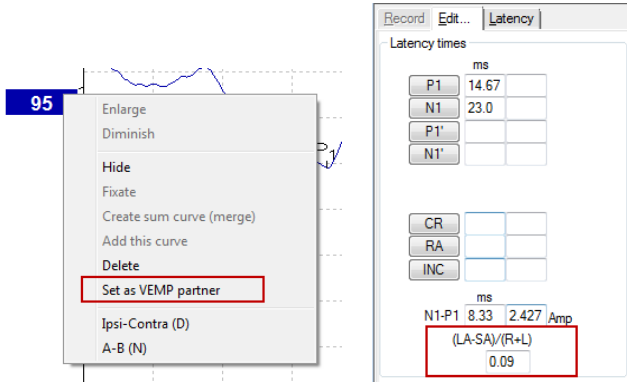 95
Enlarge
Diminish
Hide
Fixate
Create sum curve (merge)
Add this curve
Delete
Set as VEMP partner
Ipsi-Contra (D)
A-B (N)
P1
Record Edit... Latency
Latency times
ms
P1 14.67
N1 23.0
P1'
N1'
CR
RA
INC
ms
N1-P1 8.33 2.427 Amp
(LA-SA)/(R+L)
0.09